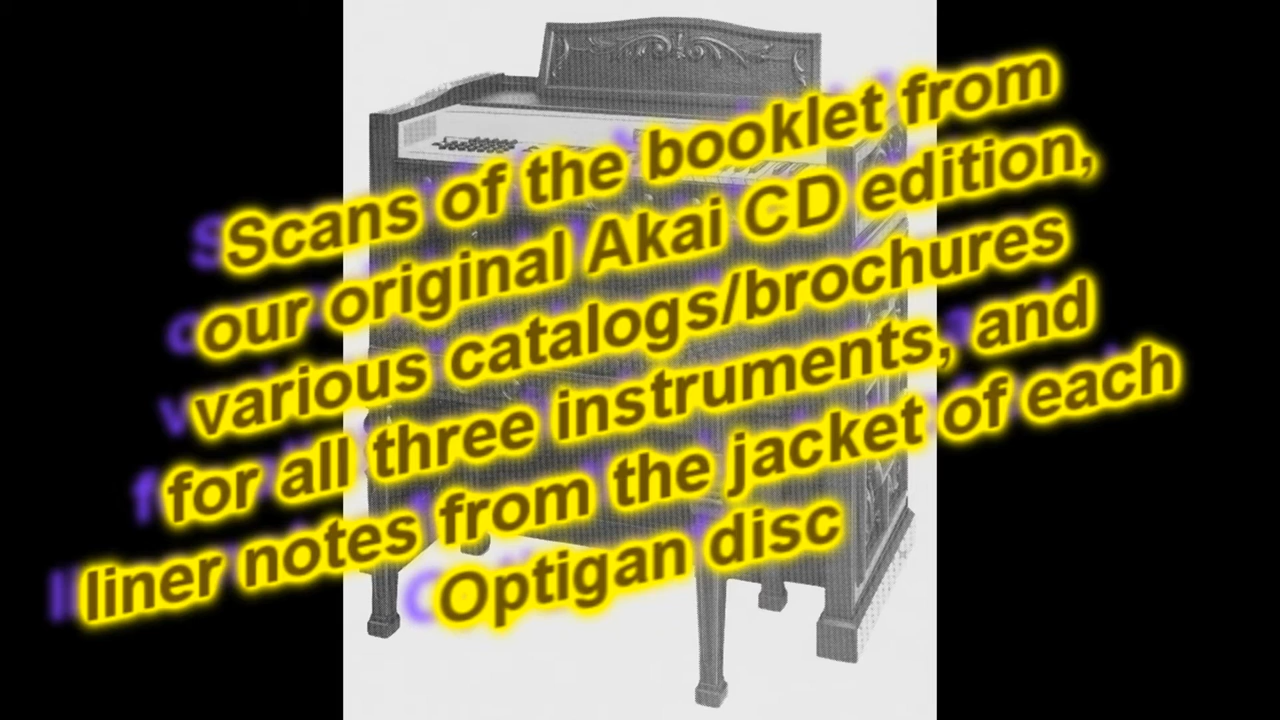 Scans of the booklet from
our original Akai CD edition,
various catalogs/brochures
for all three instruments, and
liner notes from the jacket of each
Optigan disc